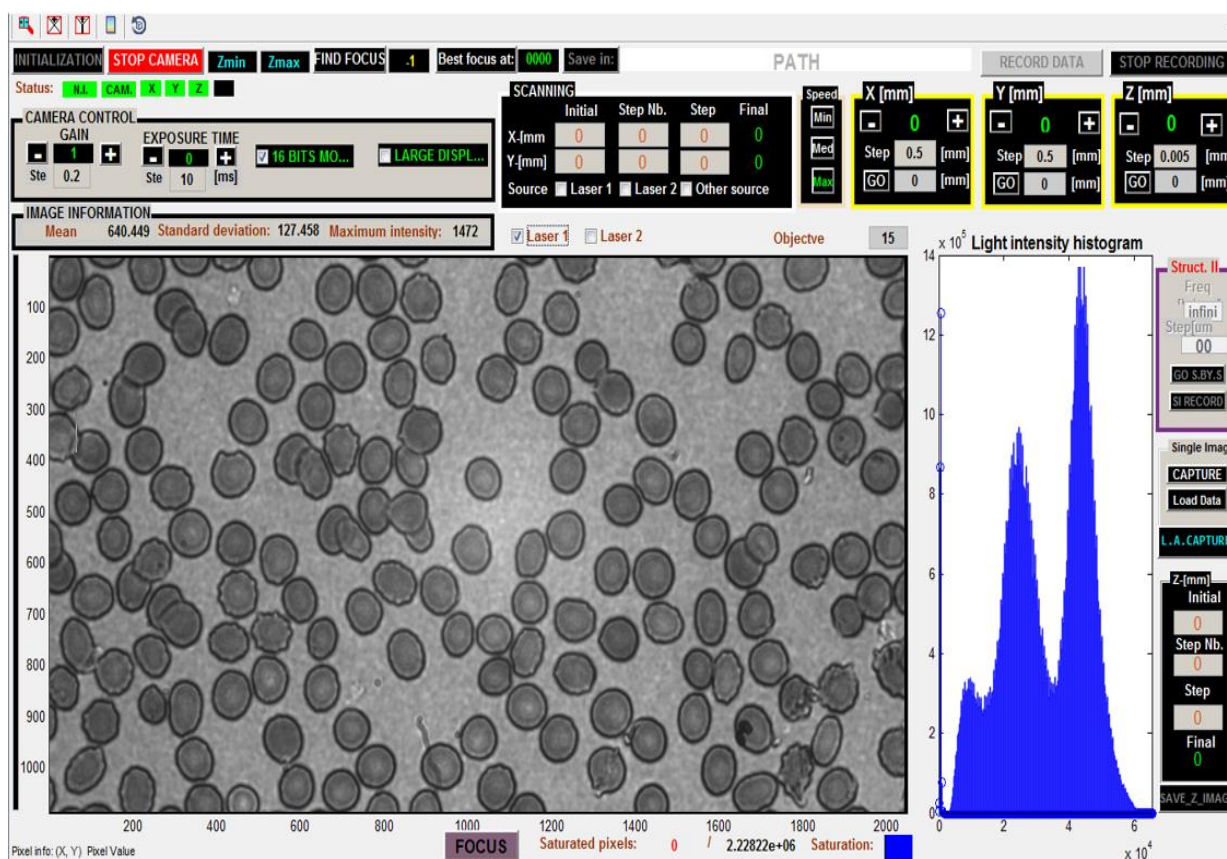 INITIALIZATION STOP CAMERA Zmin Zmax FIND FOCUS -1 Best focus at: 0000 Save in: PATH RECORD DATA STOP RECORDING
Status: N.I. CAM. X Y Z
CAMERA CONTROL
GAIN
- 1 +
Ste 0.2
EXPOSURE TIME
- 0 +
Ste 10 [ms]
16 BITS MO...
LARGE DISPL...
SCANNING
Initial Step Nb. Step Final
X-[mm 0 0 0 0
Y-[mm] 0 0 0 0
Source Laser 1 Laser 2 Other source
Speed
Min
Med
Max
X [mm]
- 0 +
Step 0.5 [mm]
GO 0 [mm]
Y [mm]
- 0 +
Step 0.5 [mm]
GO 0 [mm]
Z [mm]
- 0 +
Step 0.005 [mm]
GO 0 [mm]
IMAGE INFORMATION
Mean 640.449 Standard deviation: 127.458 Maximum intensity: 1472
Laser 1 Laser 2 Objectve 15
100
200
300
400
500
600
700
800
900
1000
200 400 600 800 1000 1200 1400 1600 1800 2000
x 10^5 Light intensity histogram
14
12
10
8
6
4
2
0
0 2 4 6
x 10^4
Struct. II
Freq
infini
Step[um
00
GO S.BY.S
SI RECORD
Single Imag
CAPTURE
Load Data
L.A.CAPTURE
Z-[mm]
Initial
0
Step Nb.
0
Step
0
Final
0
SAVE_Z_IMAG
Pixel info: (X, Y) Pixel Value
FOCUS
Saturated pixels: 0 / 2.22822e+06 Saturation: